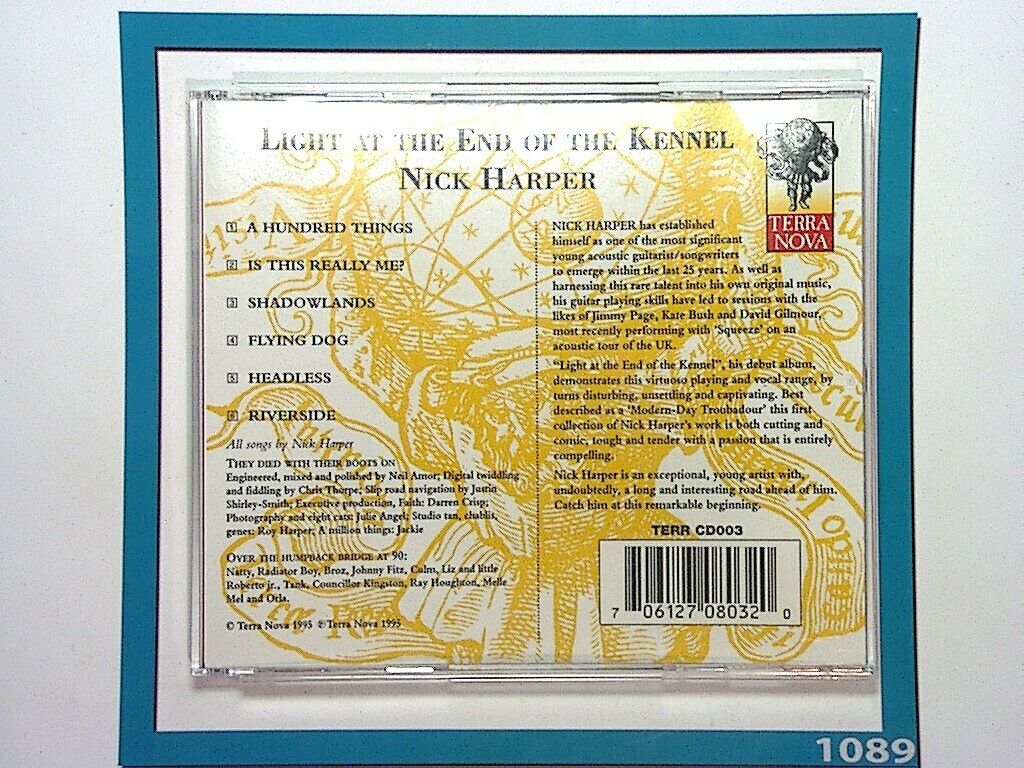 LIGHT AT THE END OF THE KENNEL
NICK HARPER
TERRA
NOVA
1 A HUNDRED THINGS
2 IS THIS REALLY ME?
3 SHADOWLANDS
4 FLYING DOG
5 HEADLESS
6 RIVERSIDE
All songs by Nick Harper
THEY DIED WITH THEIR BOOTS ON
Engineered, mixed and polished by Neil Amor; Digital twiddling
and fiddling by Chris Thorpe; Slip road navigation by Justin
Shirley-Smith; Executive production, Faith: Darren Crisp;
Photography and eight cats: Julie Angel; Studio tan, chablis,
genes: Roy Harper; A million things: Jackie
OVER THE HUMPBACK BRIDGE AT 90:
Natty, Radiator Boy, Broz, Johnny Fitz, Culm, Liz and little
Roberto jr., Tank, Councillor Kingston, Ray Houghton, Melle
Mel and Orla.
© Terra Nova 1995 ℗ Terra Nova 1995
NICK HARPER has established
himself as one of the most significant
young acoustic guitarist/songwriters
to emerge within the last 25 years. As well as
harnessing this rare talent into his own original music,
his guitar playing skills have led to sessions with the
likes of Jimmy Page, Kate Bush and David Gilmour,
most recently performing with 'Squeeze' on an
acoustic tour of the UK.
"Light at the End of the Kennel", his debut album,
demonstrates this virtuoso playing and vocal range, by
turns disturbing, unsettling and captivating. Best
described as a 'Modern-Day Troubadour' this first
collection of Nick Harper's work is both cutting and
comic, tough and tender with a passion that is entirely
compelling.
Nick Harper is an exceptional, young artist with,
undoubtedly, a long and interesting road ahead of him.
Catch him at this remarkable beginning.
TERR CD003
7 06127 08032 0
1089